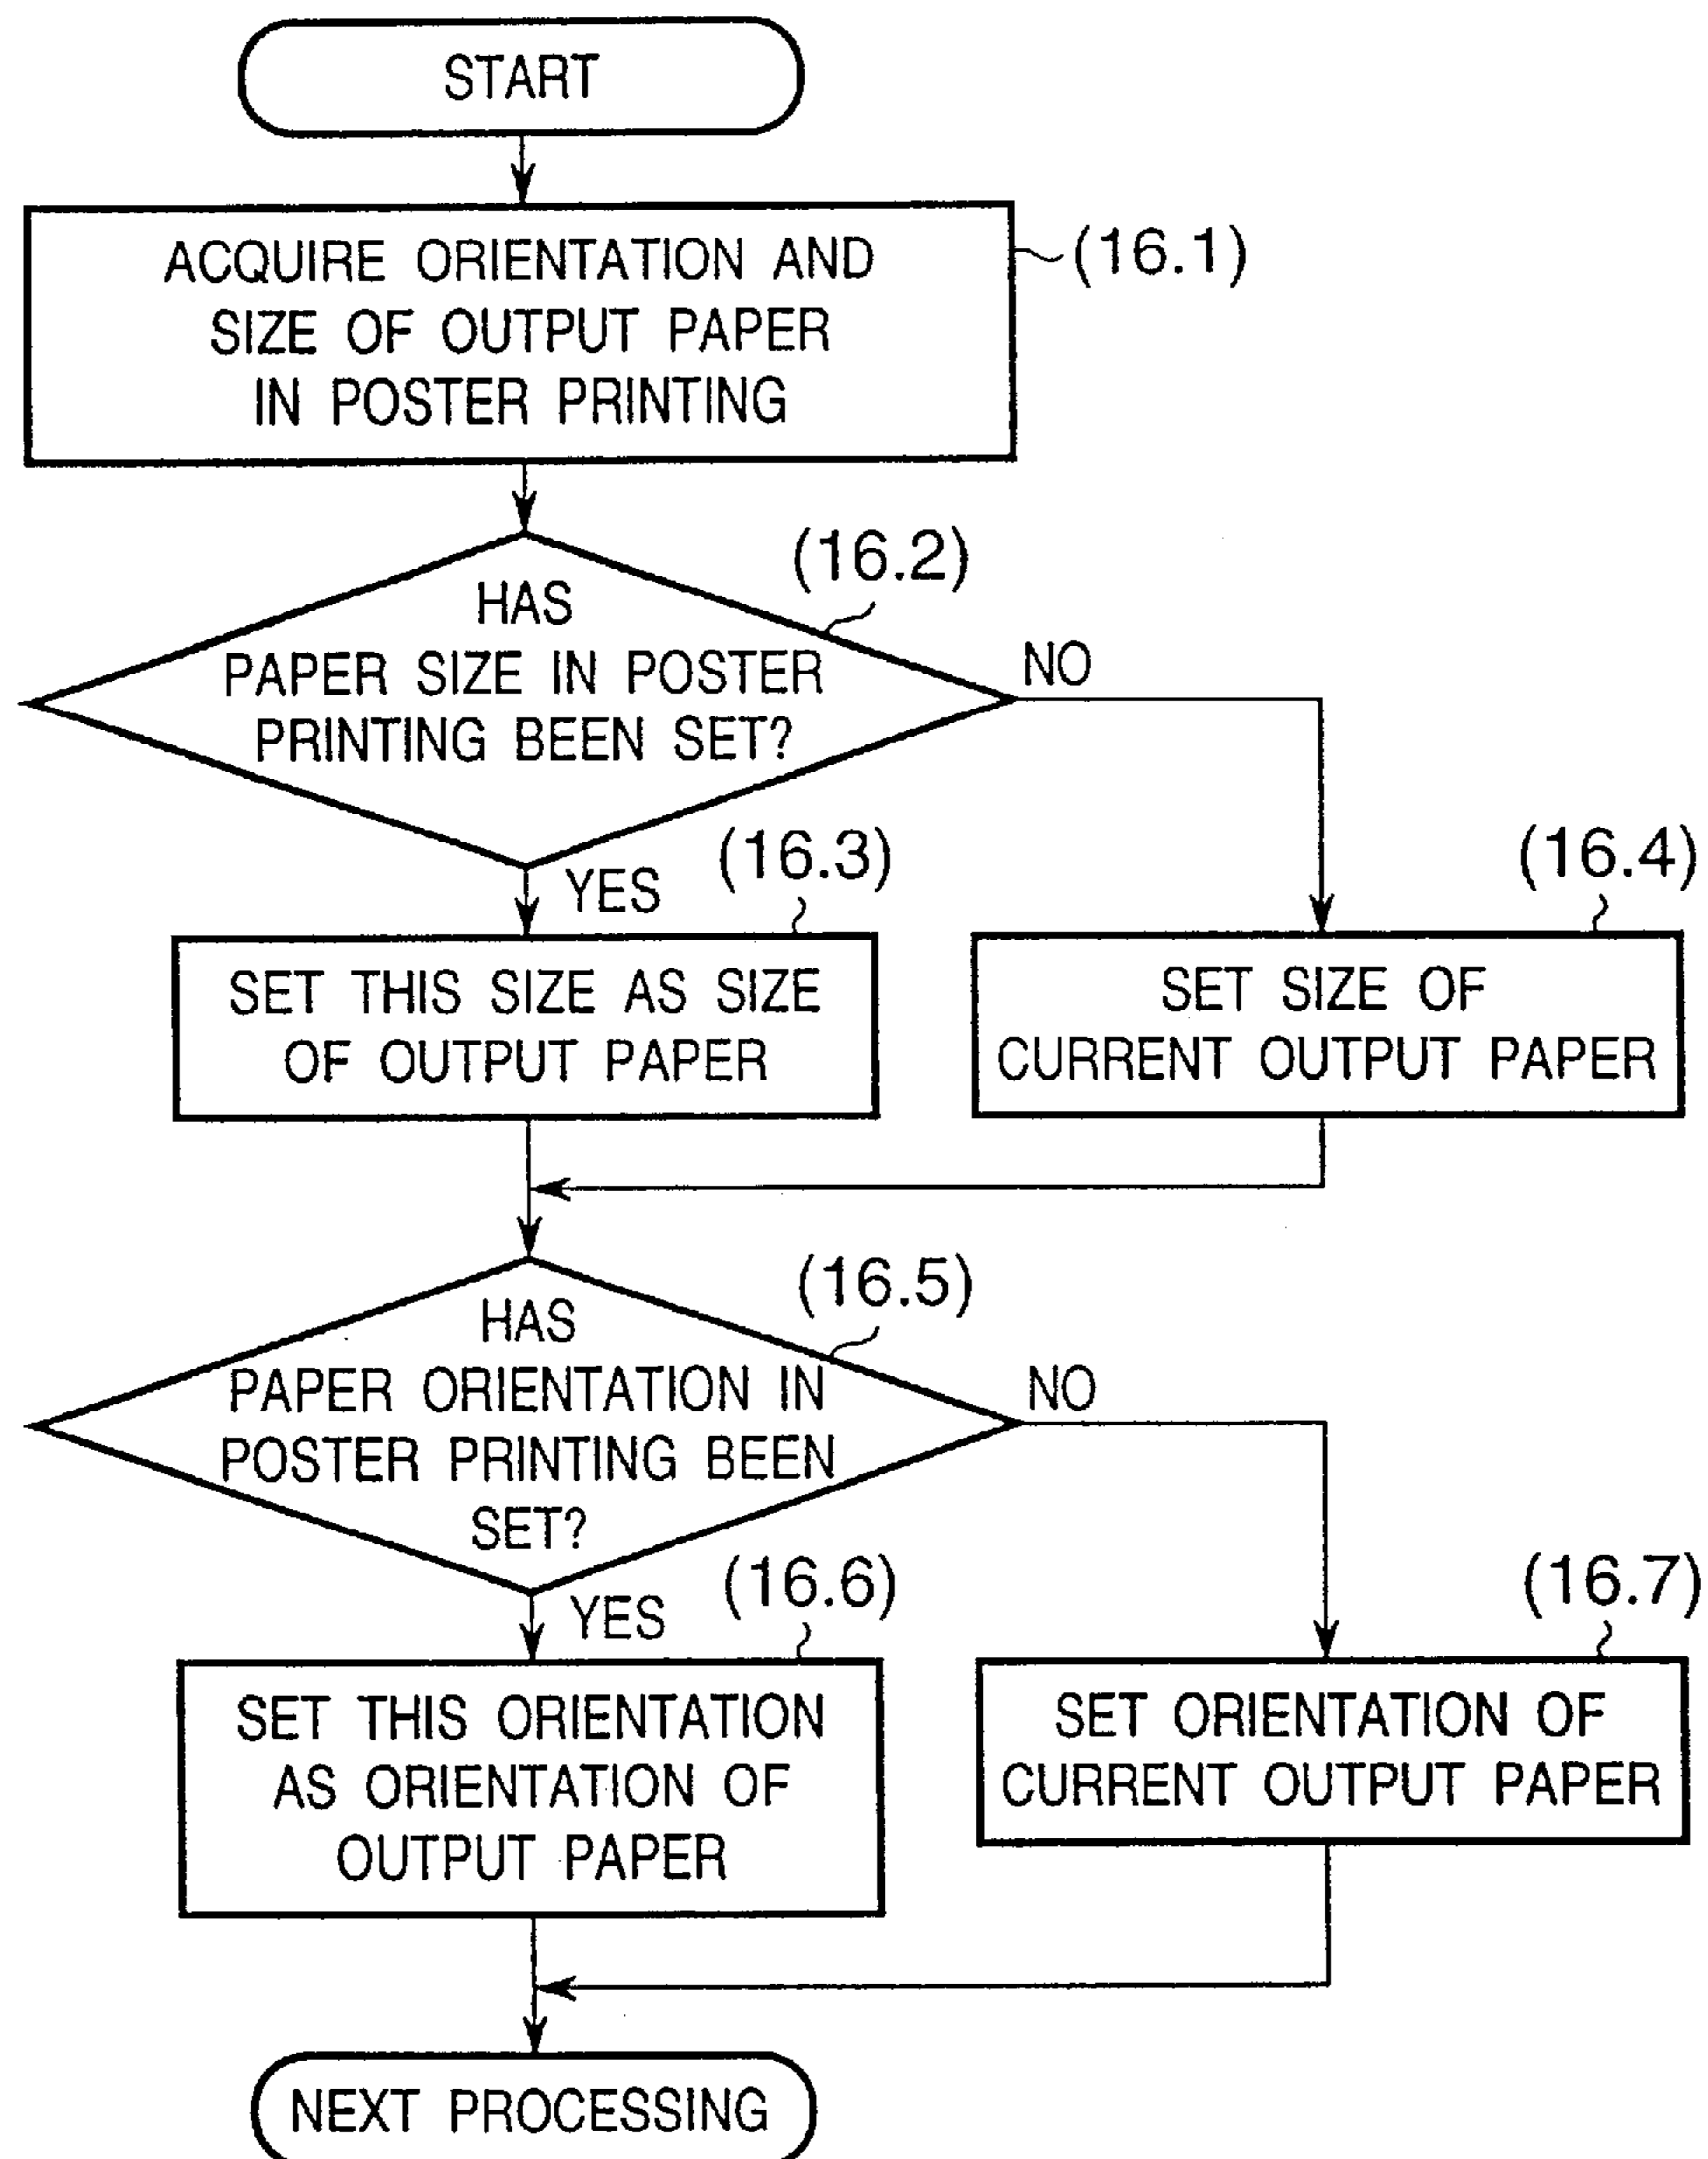 START
ACQUIRE ORIENTATION AND
SIZE OF OUTPUT PAPER
IN POSTER PRINTING
(16.1)
HAS
PAPER SIZE IN POSTER
PRINTING BEEN SET?
(16.2)
NO
YES
(16.3)
SET THIS SIZE AS SIZE
OF OUTPUT PAPER
(16.4)
SET SIZE OF
CURRENT OUTPUT PAPER
HAS
PAPER ORIENTATION IN
POSTER PRINTING BEEN
SET?
(16.5)
NO
YES
(16.6)
SET THIS ORIENTATION
AS ORIENTATION OF
OUTPUT PAPER
(16.7)
SET ORIENTATION OF
CURRENT OUTPUT PAPER
NEXT PROCESSING